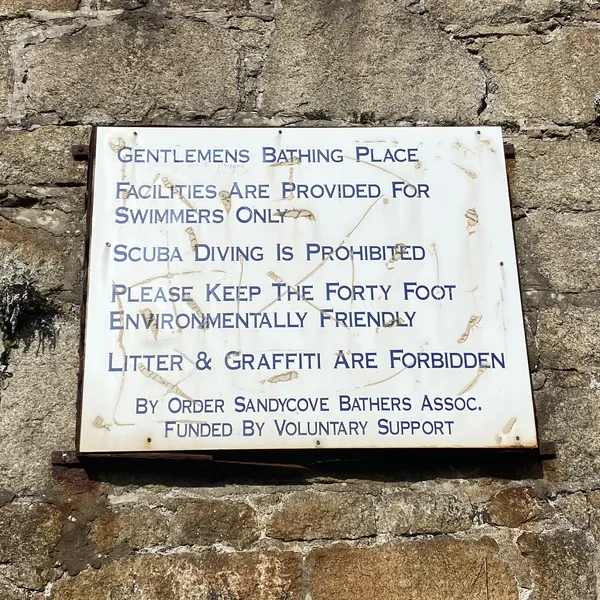 GENTLEMENS BATHING PLACE
FACILITIES ARE PROVIDED FOR
SWIMMERS ONLY
SCUBA DIVING IS PROHIBITED
PLEASE KEEP THE FORTY FOOT
ENVIRONMENTALLY FRIENDLY
LITTER & GRAFFITI ARE FORBIDDEN
BY ORDER SANDYCOVE BATHERS ASSOC.
FUNDED BY VOLUNTARY SUPPORT